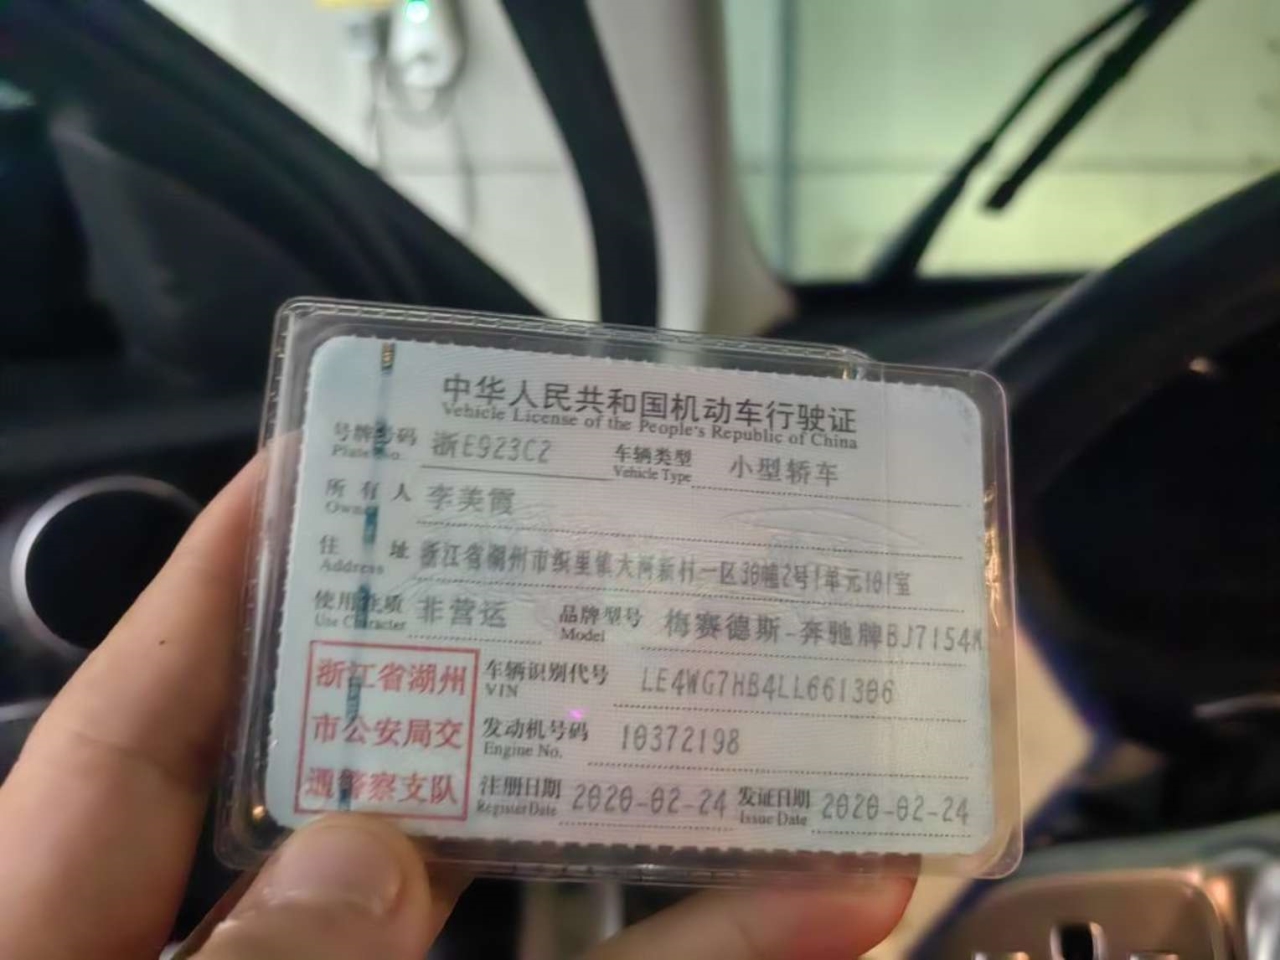 中华人民共和国机动车行驶证
Vehicle License of the People's Republic of China
号牌号码 浙E923C2 车辆类型 小型轿车
Plate No. Vehicle Type
所有人 李美霞
Owner
住址 浙江省湖州市织里镇大河新村一区30幢2号1单元101室
Address
使用性质 非营运 品牌型号 梅赛德斯-奔驰牌BJ7154
Use Character Model
浙江省湖州
市公安局交
通警察支队
车辆识别代号 LE4WG7HB4LL661306
VIN
发动机号码 10372198
Engine No.
注册日期 2020-02-24 发证日期 2020-02-24
Register Date Issue Date